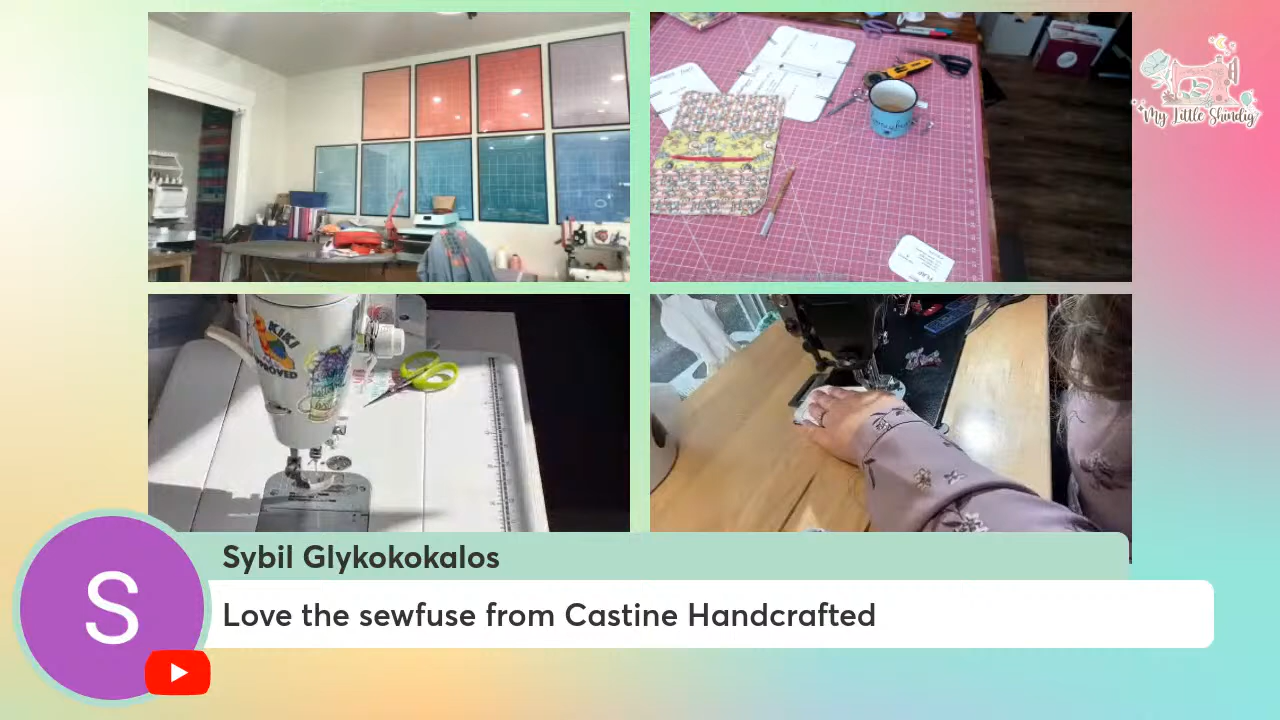 My Little Shindig
KIKI
APPROVED
Sybil Glykokokalos
S
Love the sewfuse from Castine Handcrafted